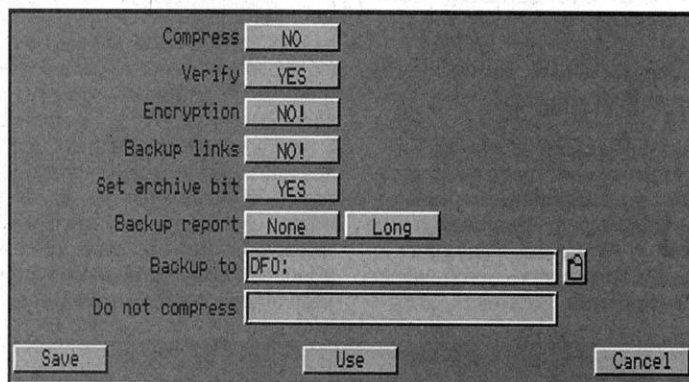 Compress NO
Verify YES
Encryption NO!
Backup links NO!
Set archive bit YES
Backup report None Long
Backup to DF0:
Do not compress
Save Use Cancel